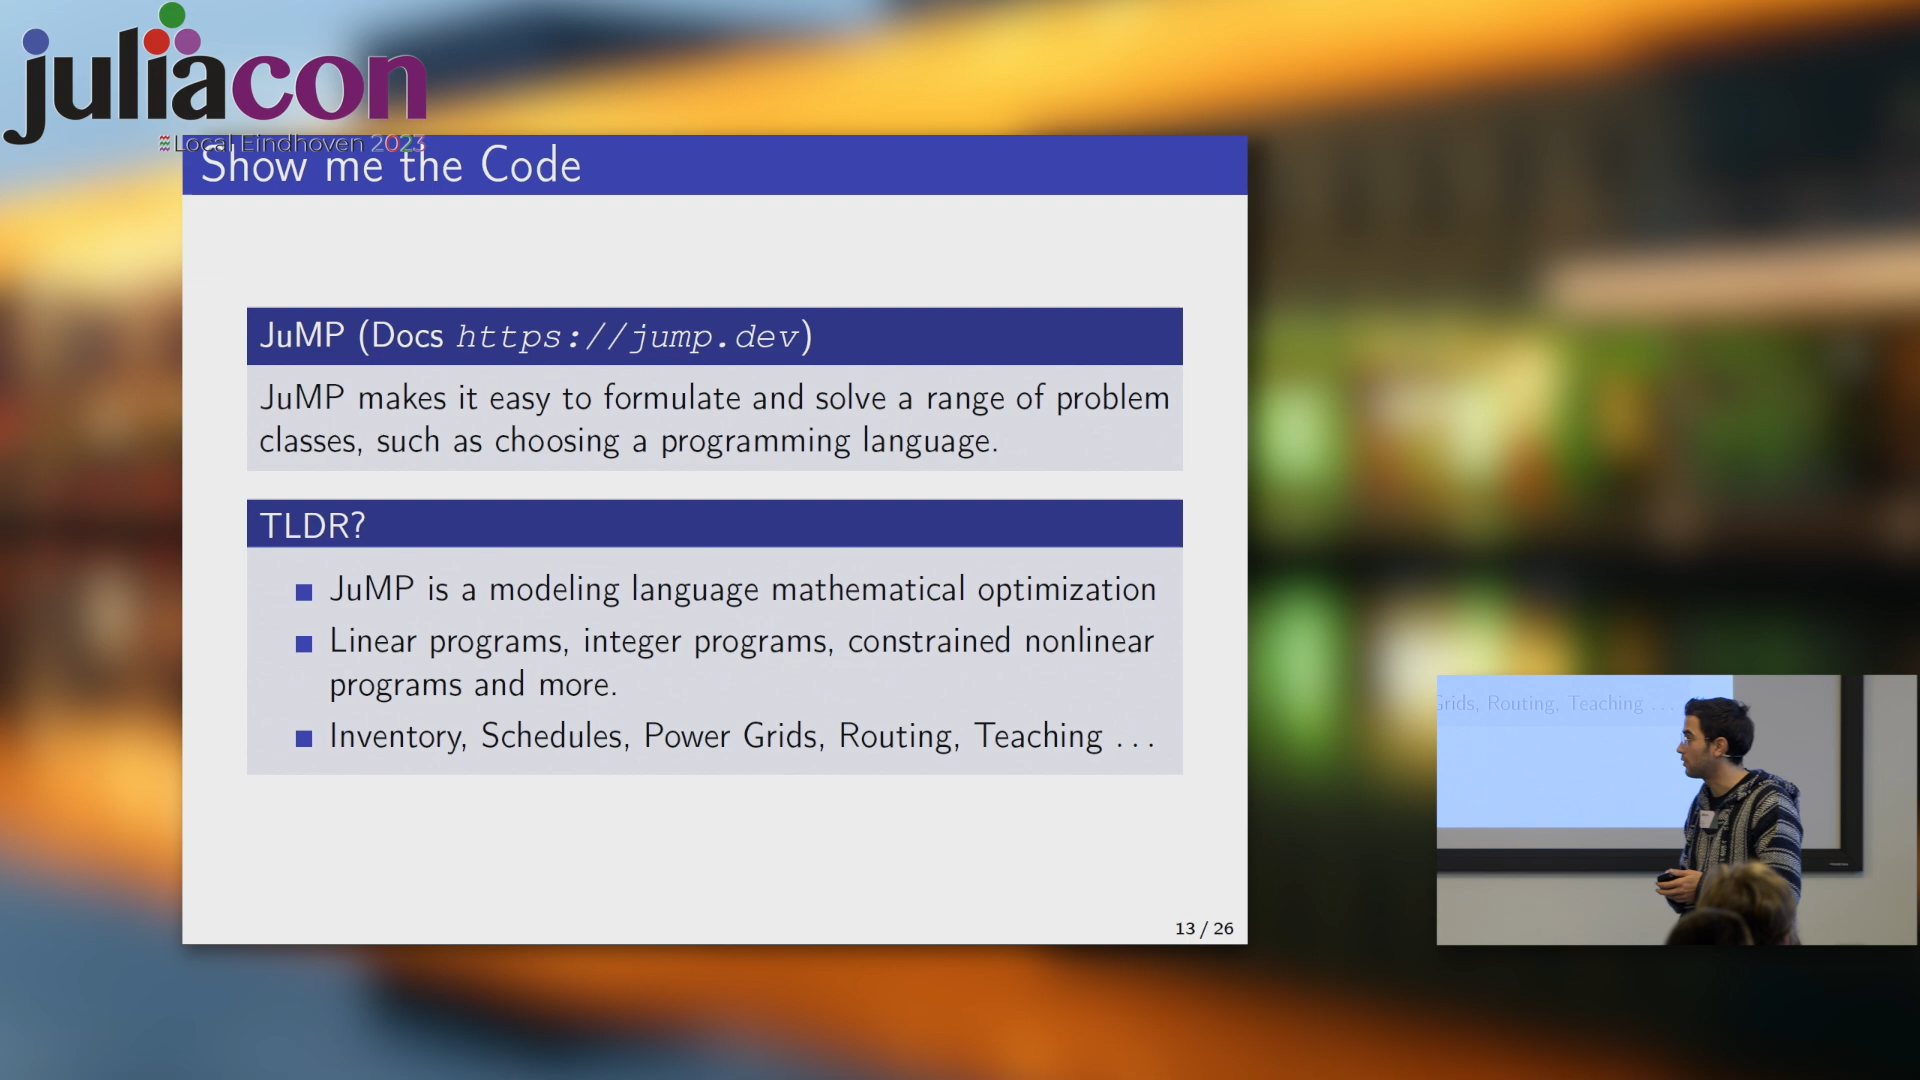 juliacon
Local Eindhoven 2023
Show me the Code
JuMP (Docs https://jump.dev)
JuMP makes it easy to formulate and solve a range of problem
classes, such as choosing a programming language.
TLDR?
■ JuMP is a modeling language mathematical optimization
■ Linear programs, integer programs, constrained nonlinear
programs and more.
■ Inventory, Schedules, Power Grids, Routing, Teaching ...
13 / 26
Grids, Routing, Teaching ...